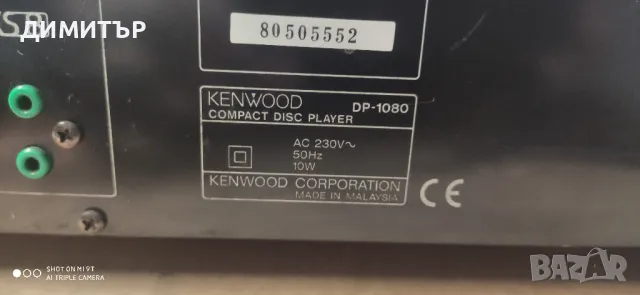 ДИМИТЪР
80505552
KENWOOD DP-1080
COMPACT DISC PLAYER
AC 230V~
50Hz
10W
KENWOOD CORPORATION
MADE IN MALAYSIA
CE
SHOT ON MI 9T
AI TRIPLE CAMERA
bazar